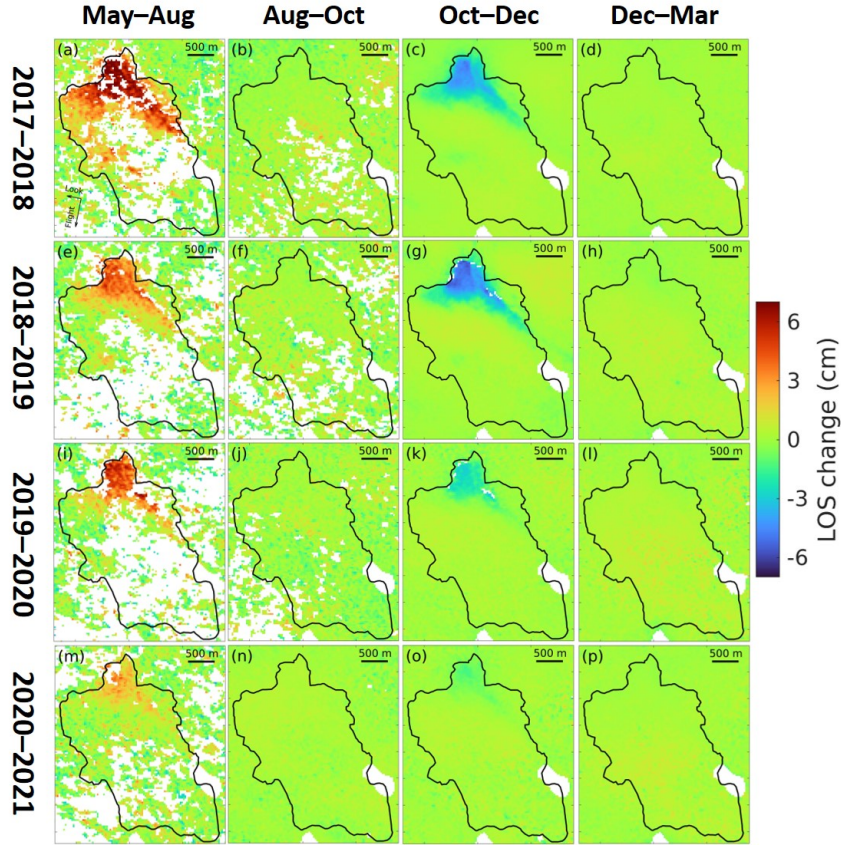 May–Aug Aug–Oct Oct–Dec Dec–Mar
2017–2018
(a) 500 m (b) 500 m (c) 500 m (d) 500 m
Look
Flight
2018–2019
(e) 500 m (f) 500 m (g) 500 m (h) 500 m
2019–2020
(i) 500 m (j) 500 m (k) 500 m (l) 500 m
2020–2021
(m) 500 m (n) 500 m (o) 500 m (p) 500 m
6
3
0
-3
-6
LOS change (cm)